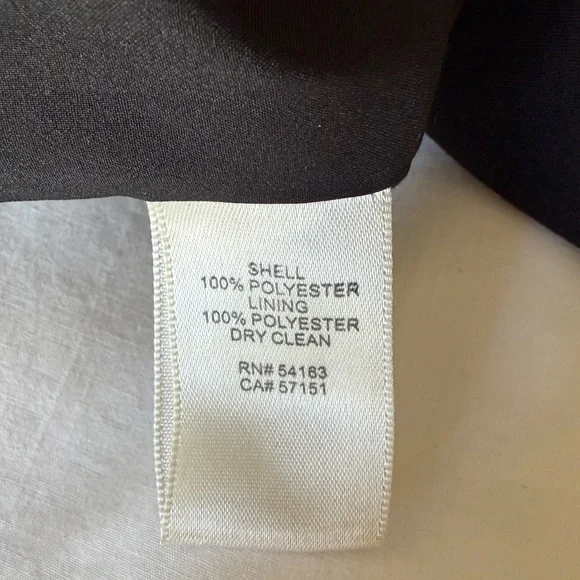 SHELL
100% POLYESTER
LINING
100% POLYESTER
DRY CLEAN
RN# 54163
CA# 57151